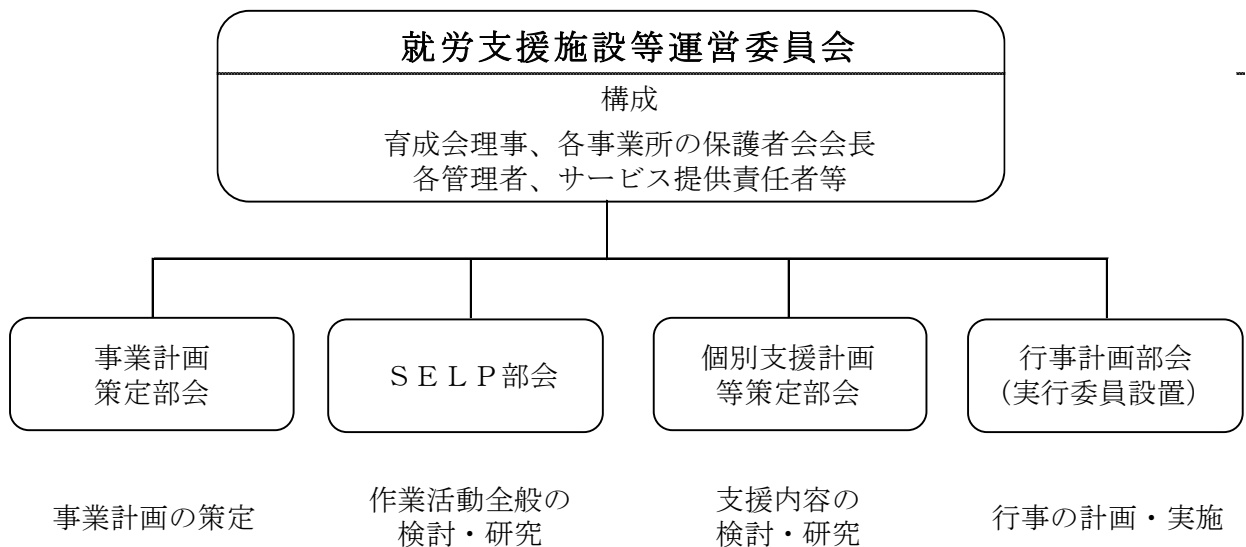 就労支援施設等運営委員会
構成
育成会理事、各事業所の保護者会会長
各管理者、サービス提供責任者等
事業計画
策定部会
ＳＥＬＰ部会
個別支援計画
等策定部会
行事計画部会
（実行委員設置）
事業計画の策定
作業活動全般の
検討・研究
支援内容の
検討・研究
行事の計画・実施